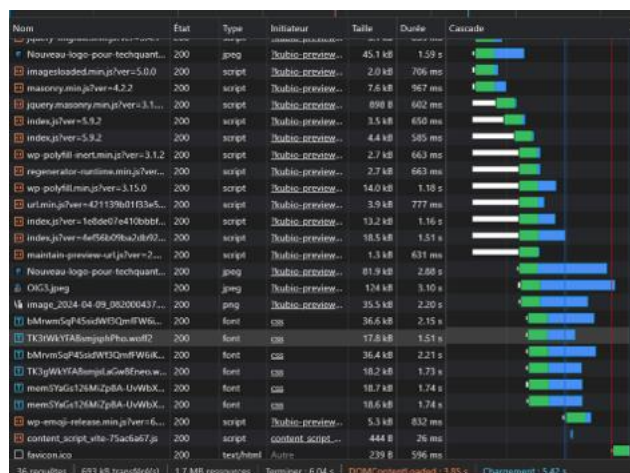 Nom État Type Initiateur Taille Durée Cascade
Nouveau-logo-pour-techquant... 200 jpeg ?kubio-preview... 45.1 kB 1.59 s
imagesloaded.min.js?ver=5.0.0 200 script ?kubio-preview... 2.0 kB 706 ms
masonry.min.js?ver=4.2.2 200 script ?kubio-preview... 7.6 kB 967 ms
jquery.masonry.min.js?ver=3.1.... 200 script ?kubio-preview... 898 B 602 ms
index.js?ver=5.9.2 200 script ?kubio-preview... 3.5 kB 650 ms
index.js?ver=5.9.2 200 script ?kubio-preview... 4.4 kB 585 ms
wp-polyfill-inert.min.js?ver=3.1.2 200 script ?kubio-preview... 2.7 kB 663 ms
regenerator-runtime.min.js?ver... 200 script ?kubio-preview... 2.7 kB 663 ms
wp-polyfill.min.js?ver=3.15.0 200 script ?kubio-preview... 14.0 kB 1.18 s
url.min.js?ver=421139b01f33e5... 200 script ?kubio-preview... 3.9 kB 777 ms
index.js?ver=1e8de07e410bbbf... 200 script ?kubio-preview... 13.2 kB 1.16 s
index.js?ver=4ef56b09ba2db92... 200 script ?kubio-preview... 18.5 kB 1.51 s
maintain-preview-url.js?ver=2.... 200 script ?kubio-preview... 1.3 kB 631 ms
Nouveau-logo-pour-techquant... 200 jpeg ?kubio-preview... 81.9 kB 2.88 s
OIG3.jpeg 200 jpeg ?kubio-preview... 124 kB 3.10 s
image_2024-04-09_082000437.... 200 png ?kubio-preview... 35.5 kB 2.20 s
200 font css 36.6 kB 2.15 s
TK3tWkYFABsmjsphPho.woff2 200 font css 17.8 kB 1.51 s
200 font css 36.4 kB 2.21 s
TK3gWkYFABsmjsLaGw8Eneo.w... 200 font css 18.2 kB 1.73 s
memSYaGs126MiZpBA-UvWbX... 200 font css 18.7 kB 1.74 s
memSYaGs126MiZpBA-UvWbX... 200 font css 18.6 kB 1.74 s
wp-emoji-release.min.js?ver=6.... 200 script ?kubio-preview... 5.3 kB 832 ms
content_script_vite-75ac6a67.js 200 script content_script_... 444 B 26 ms
favicon.ico 200 text/html Autre 239 B 596 ms
36 requêtes 693 kB transféré(s) 1.7 MB ressources Terminer : 6.04 s DOMContentLoaded : 3.85 s Chargement : 5.42 s